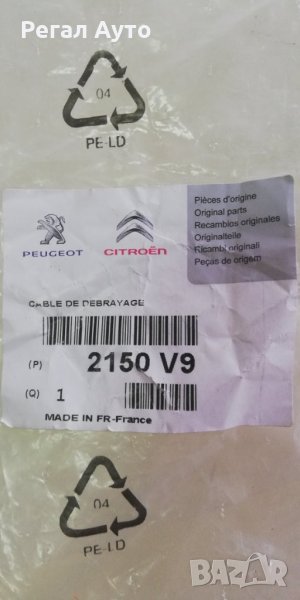 Регал Ауто
04
PE-LD
PEUGEOT
CITROËN
Pièces d'origine
Original parts
Recambios originales
Originalteile
Ricambi originali
Peças de origem
CABLE DE DEBRAYAGE
(P) 2150 V9
(Q) 1
MADE IN FR-France
04
PE-LD
BAZAR